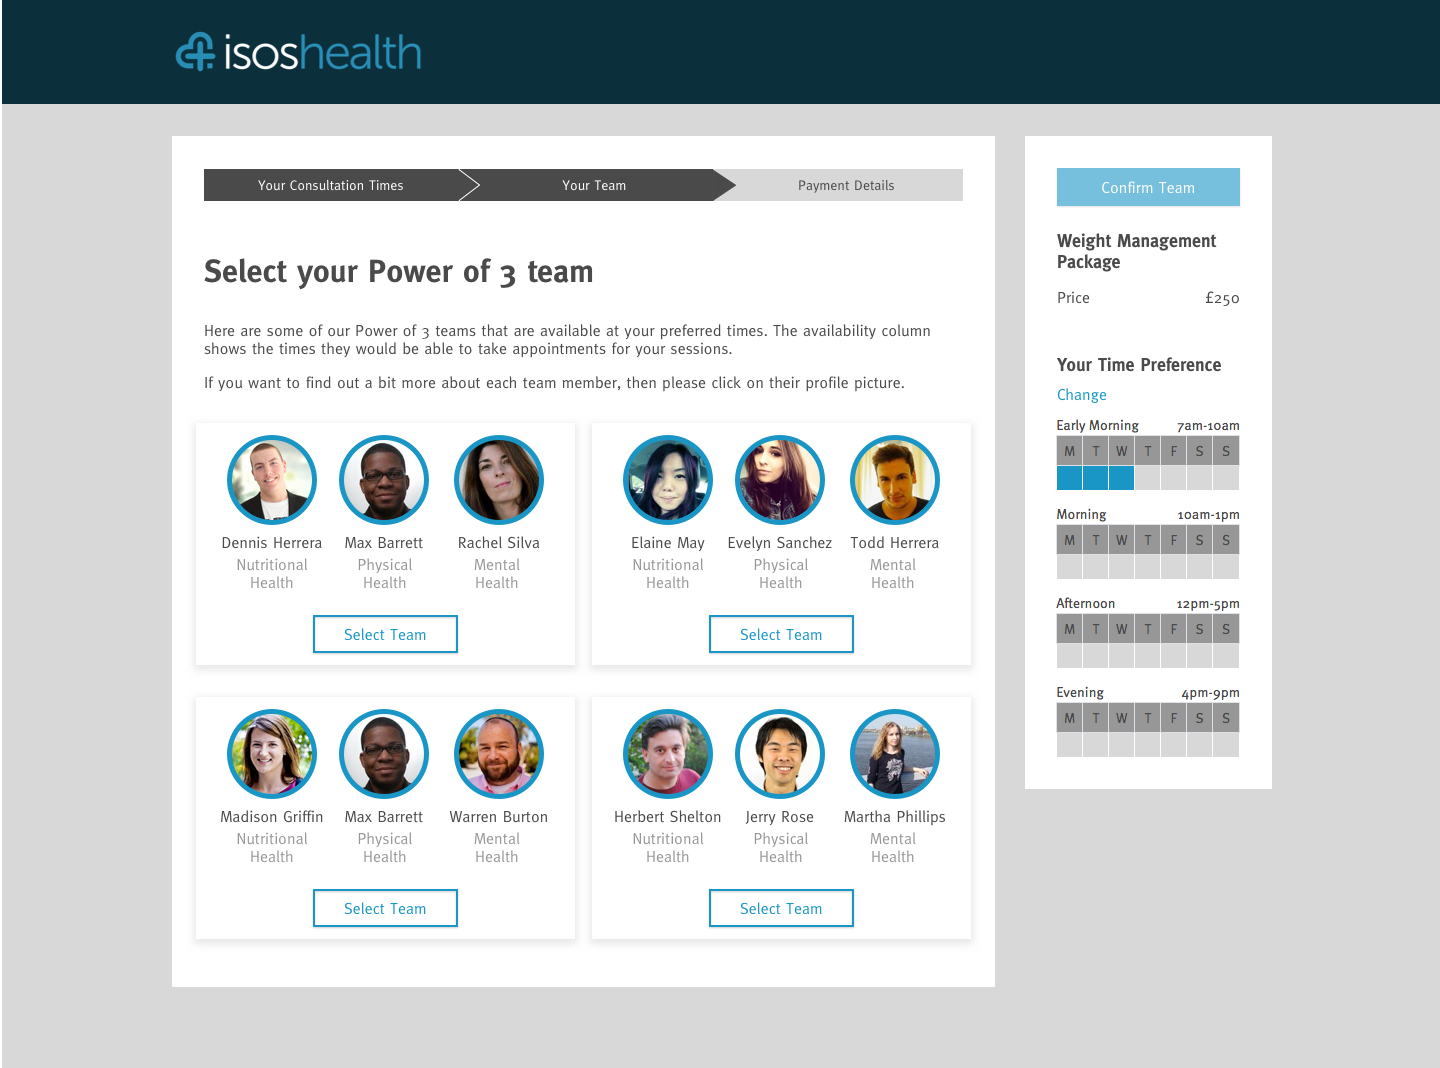 isoshealth
Your Consultation Times
Your Team
Payment Details
Select your Power of 3 team
Here are some of our Power of 3 teams that are available at your preferred times. The availability column
shows the times they would be able to take appointments for your sessions.
If you want to find out a bit more about each team member, then please click on their profile picture.
Dennis Herrera
Nutritional
Health
Max Barrett
Physical
Health
Rachel Silva
Mental
Health
Select Team
Elaine May
Nutritional
Health
Evelyn Sanchez
Physical
Health
Todd Herrera
Mental
Health
Select Team
Madison Griffin
Nutritional
Health
Max Barrett
Physical
Health
Warren Burton
Mental
Health
Select Team
Herbert Shelton
Nutritional
Health
Jerry Rose
Physical
Health
Martha Phillips
Mental
Health
Select Team
Confirm Team
Weight Management
Package
Price £250
Your Time Preference
Change
Early Morning 7am-10am
M T W T F S S
Morning 10am-1pm
M T W T F S S
Afternoon 12pm-5pm
M T W T F S S
Evening 4pm-9pm
M T W T F S S